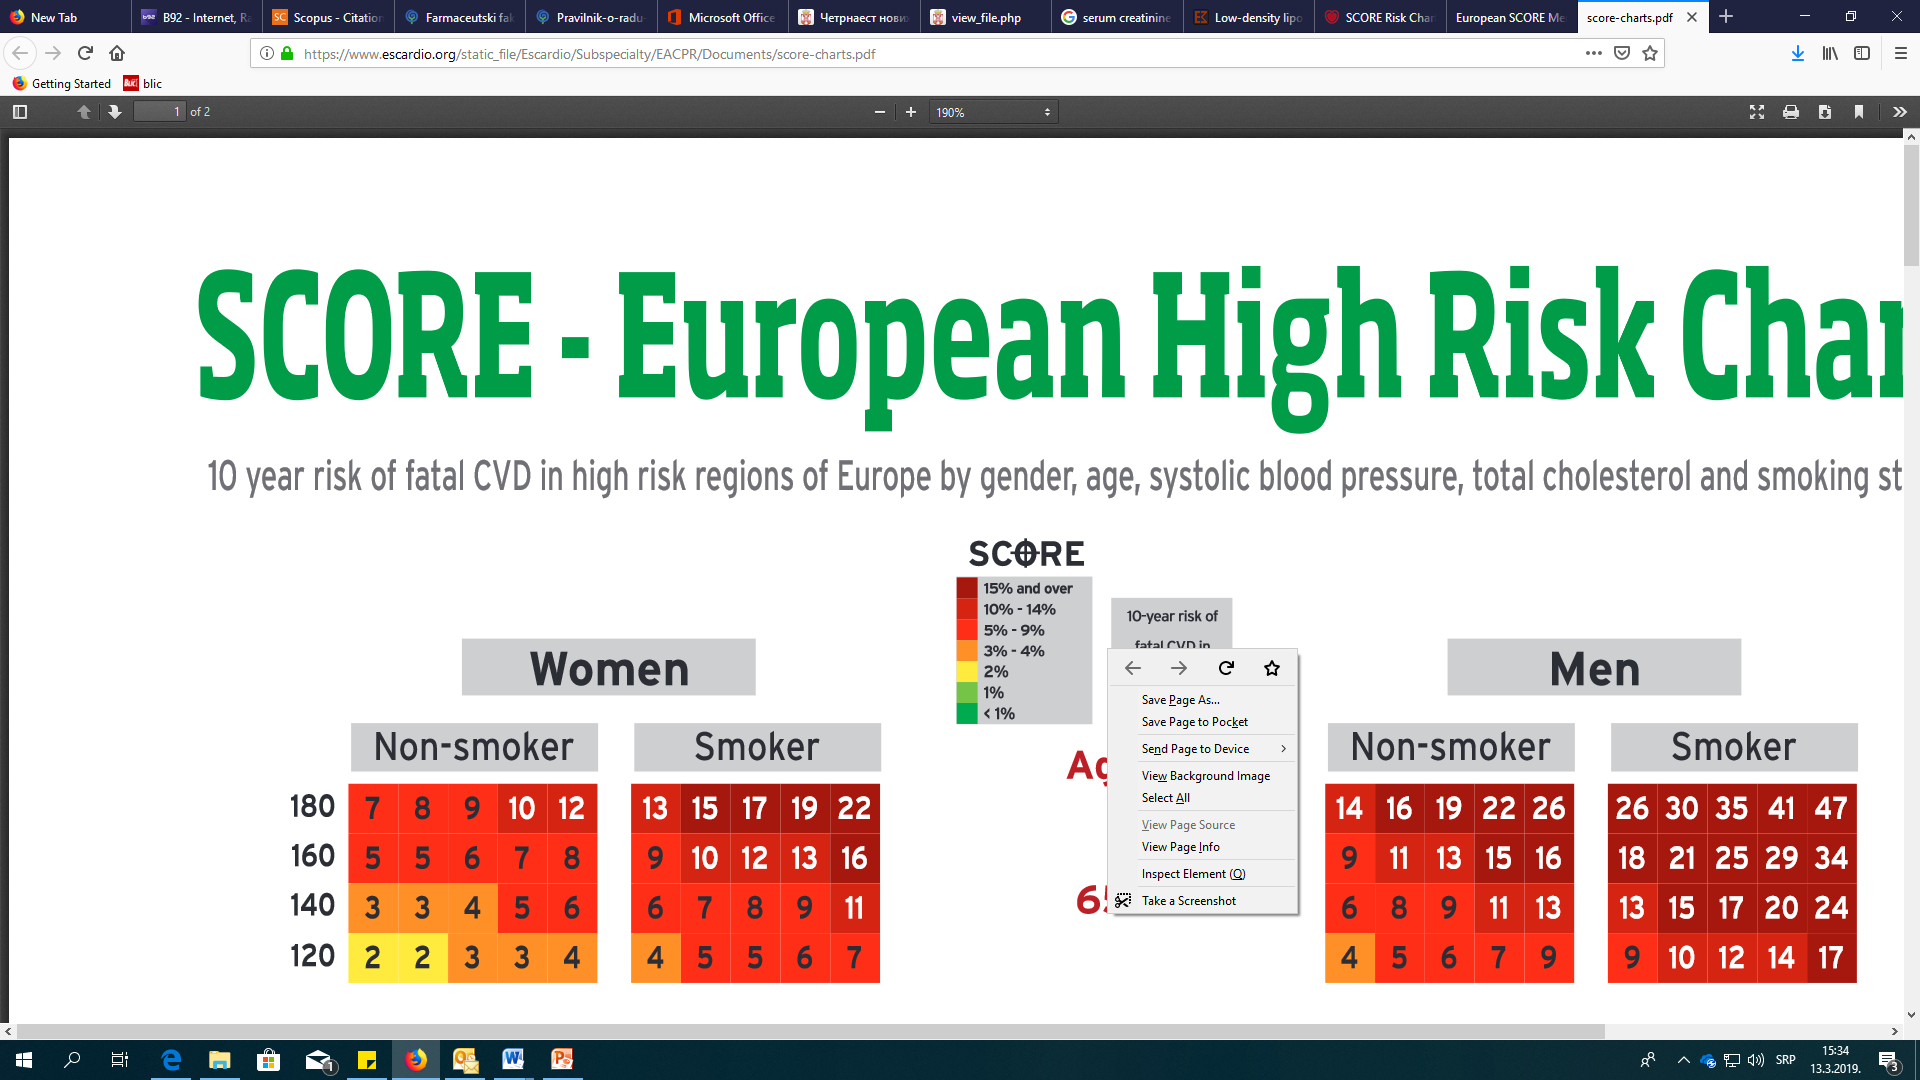 New Tab
B92 - Internet, Ra
Scopus - Citation
Farmaceutski fak
Pravilnik-o-radu-
Microsoft Office
Четрнаест нови
view_file.php
serum creatinine
Low-density lipo
SCORE Risk Char
European SCORE Me
score-charts.pdf
https://www.escardio.org/static_file/Escardio/Subspecialty/EACPR/Documents/score-charts.pdf
Getting Started
blic
1 of 2
190%
SCORE - European High Risk Char
10 year risk of fatal CVD in high risk regions of Europe by gender, age, systolic blood pressure, total cholesterol and smoking st
SCORE
15% and over
10% - 14%
5% - 9%
3% - 4%
2%
1%
< 1%
10-year risk of
fatal CVD in
Women
Men
Non-smoker
Smoker
Non-smoker
Smoker
Ag
180 7 8 9 10 12 13 15 17 19 22 14 16 19 22 26 26 30 35 41 47
160 5 5 6 7 8 9 10 12 13 16 9 11 13 15 16 18 21 25 29 34
140 3 3 4 5 6 6 7 8 9 11 65 6 8 9 11 13 13 15 17 20 24
120 2 2 3 3 4 4 5 5 6 7 4 5 6 7 9 9 10 12 14 17
Save Page As...
Save Page to Pocket
Send Page to Device
View Background Image
Select All
View Page Source
View Page Info
Inspect Element (Q)
Take a Screenshot
1
SRP
15:34
13.3.2019.
3